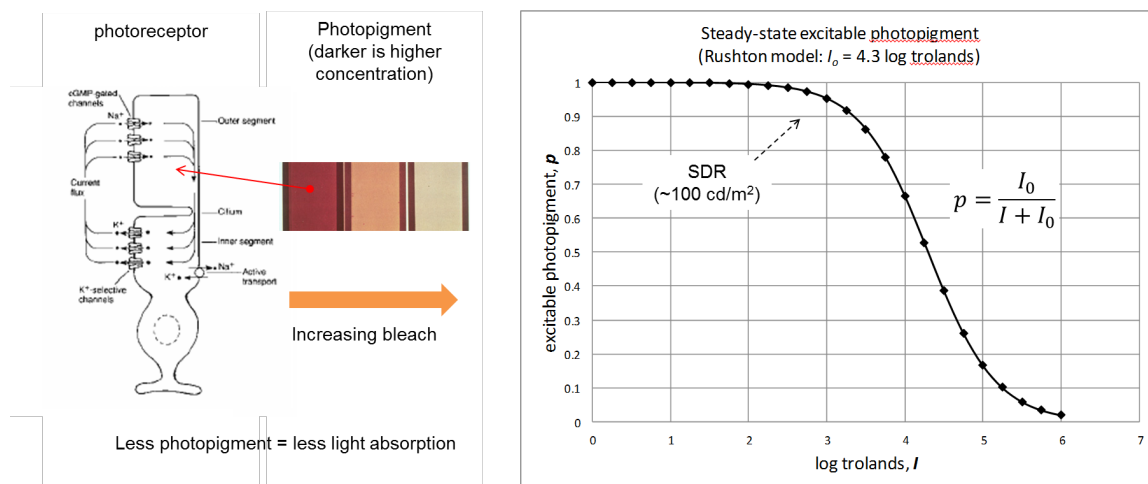 photoreceptor
Photopigment
(darker is higher
concentration)
cGMP-gated
channels
Na⁺
Outer segment
Current
flux
Cilium
K⁺
Inner segment
Na⁺
K⁺
Active
transport
K⁺-selective
channels
Increasing bleach
Less photopigment = less light absorption
Steady-state excitable photopigment
(Rushton model: Iₒ = 4.3 log trolands)
excitable photopigment, p
1
0.9
0.8
0.7
0.6
0.5
0.4
0.3
0.2
0.1
0
SDR
(~100 cd/m²)
p = I₀ / (I + I₀)
0 1 2 3 4 5 6 7
log trolands, I